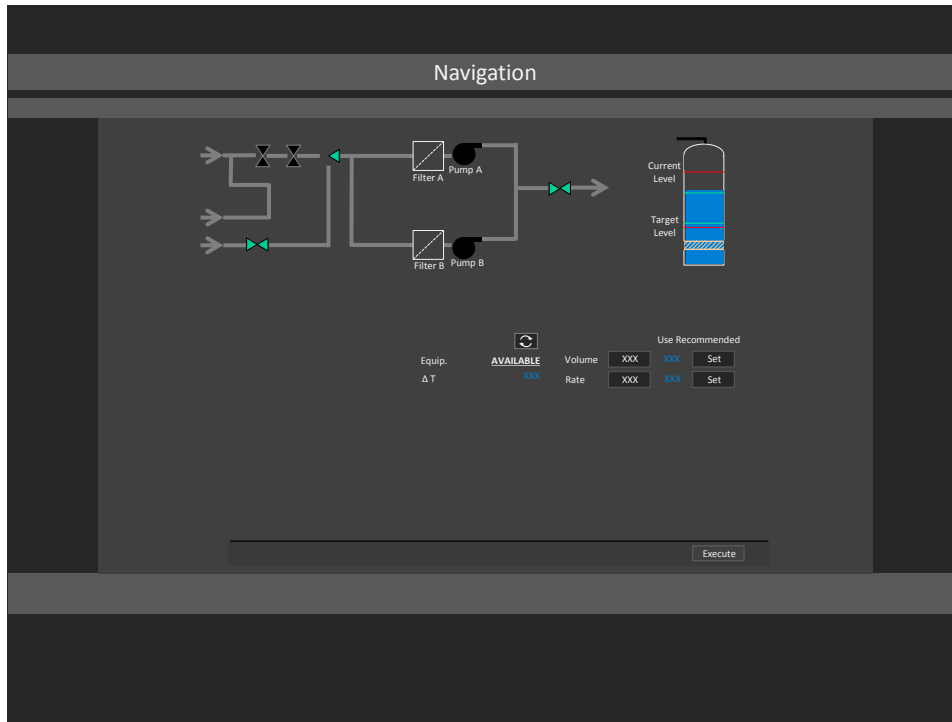 Navigation
Current
Level
Filter A
Pump A
Target
Level
Filter B
Pump B
Use Recommended
Equip.
AVAILABLE
Volume
XXX
XXX
Set
Δ T
XXX
Rate
XXX
XXX
Set
Execute